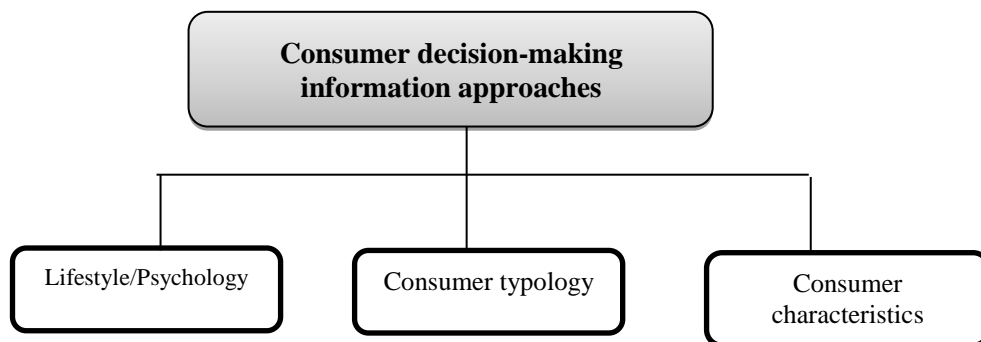 Consumer decision-making
information approaches
Lifestyle/Psychology
Consumer typology
Consumer
characteristics